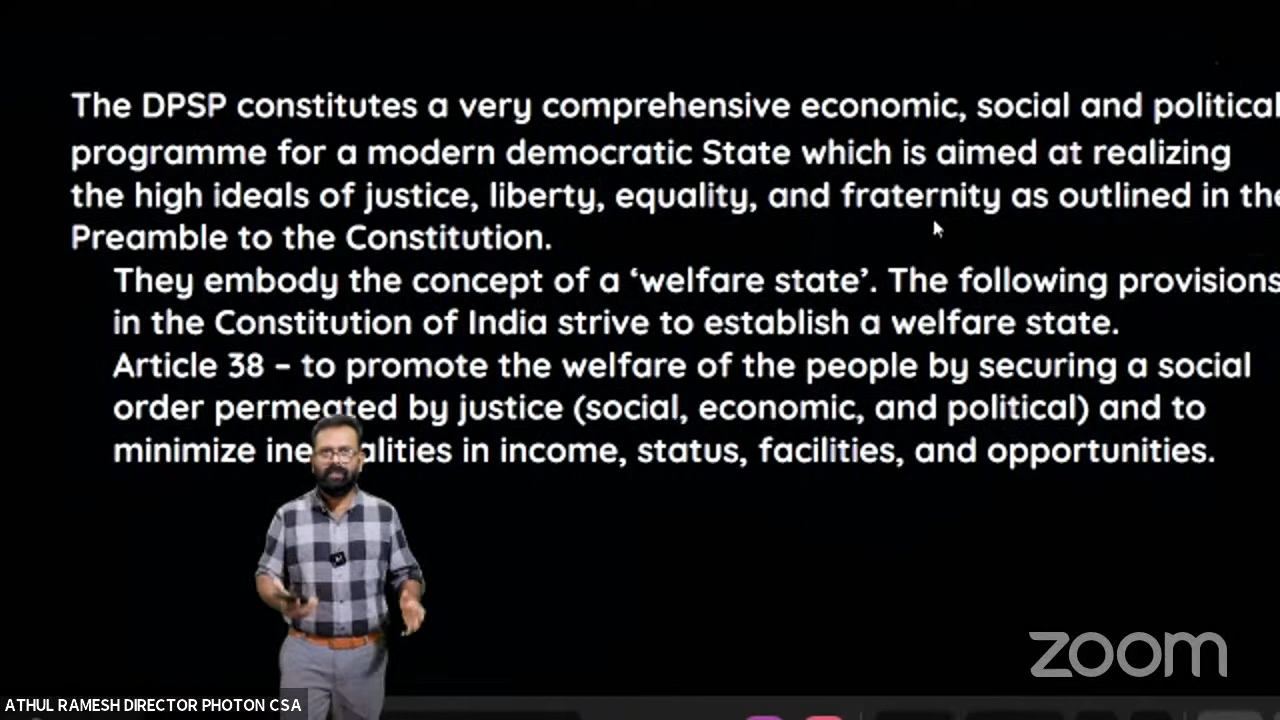 The DPSP constitutes a very comprehensive economic, social and political
programme for a modern democratic State which is aimed at realizing
the high ideals of justice, liberty, equality, and fraternity as outlined in the
Preamble to the Constitution.
They embody the concept of a ‘welfare state’. The following provisions
in the Constitution of India strive to establish a welfare state.
Article 38 – to promote the welfare of the people by securing a social
order permeated by justice (social, economic, and political) and to
minimize inequalities in income, status, facilities, and opportunities.
zoom
ATHUL RAMESH DIRECTOR PHOTON CSA